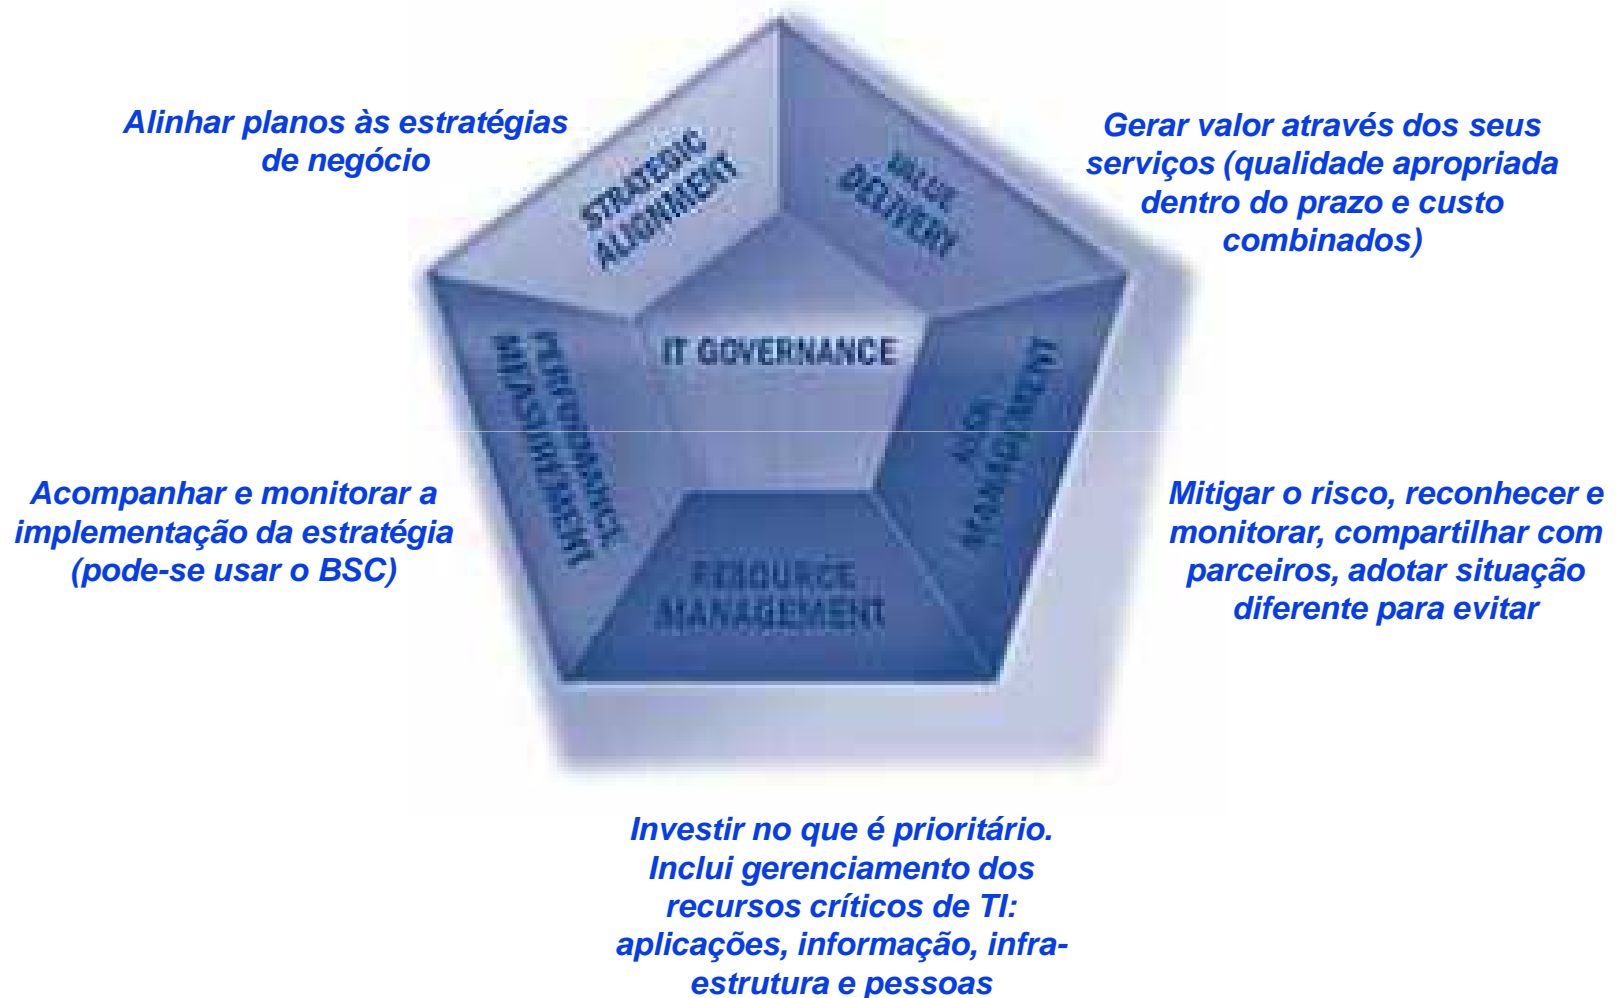 Alinhar planos às estratégias
de negócio
STRATEGIC
ALIGNMENT
VALUE
DELIVERY
Gerar valor através dos seus
serviços (qualidade apropriada
dentro do prazo e custo
combinados)
IT GOVERNANCE
PERFORMANCE
MEASUREMENT
RISK
MANAGEMENT
Acompanhar e monitorar a
implementação da estratégia
(pode-se usar o BSC)
Mitigar o risco, reconhecer e
monitorar, compartilhar com
parceiros, adotar situação
diferente para evitar
RESOURCE
MANAGEMENT
Investir no que é prioritário.
Inclui gerenciamento dos
recursos críticos de TI:
aplicações, informação, infra-
estrutura e pessoas